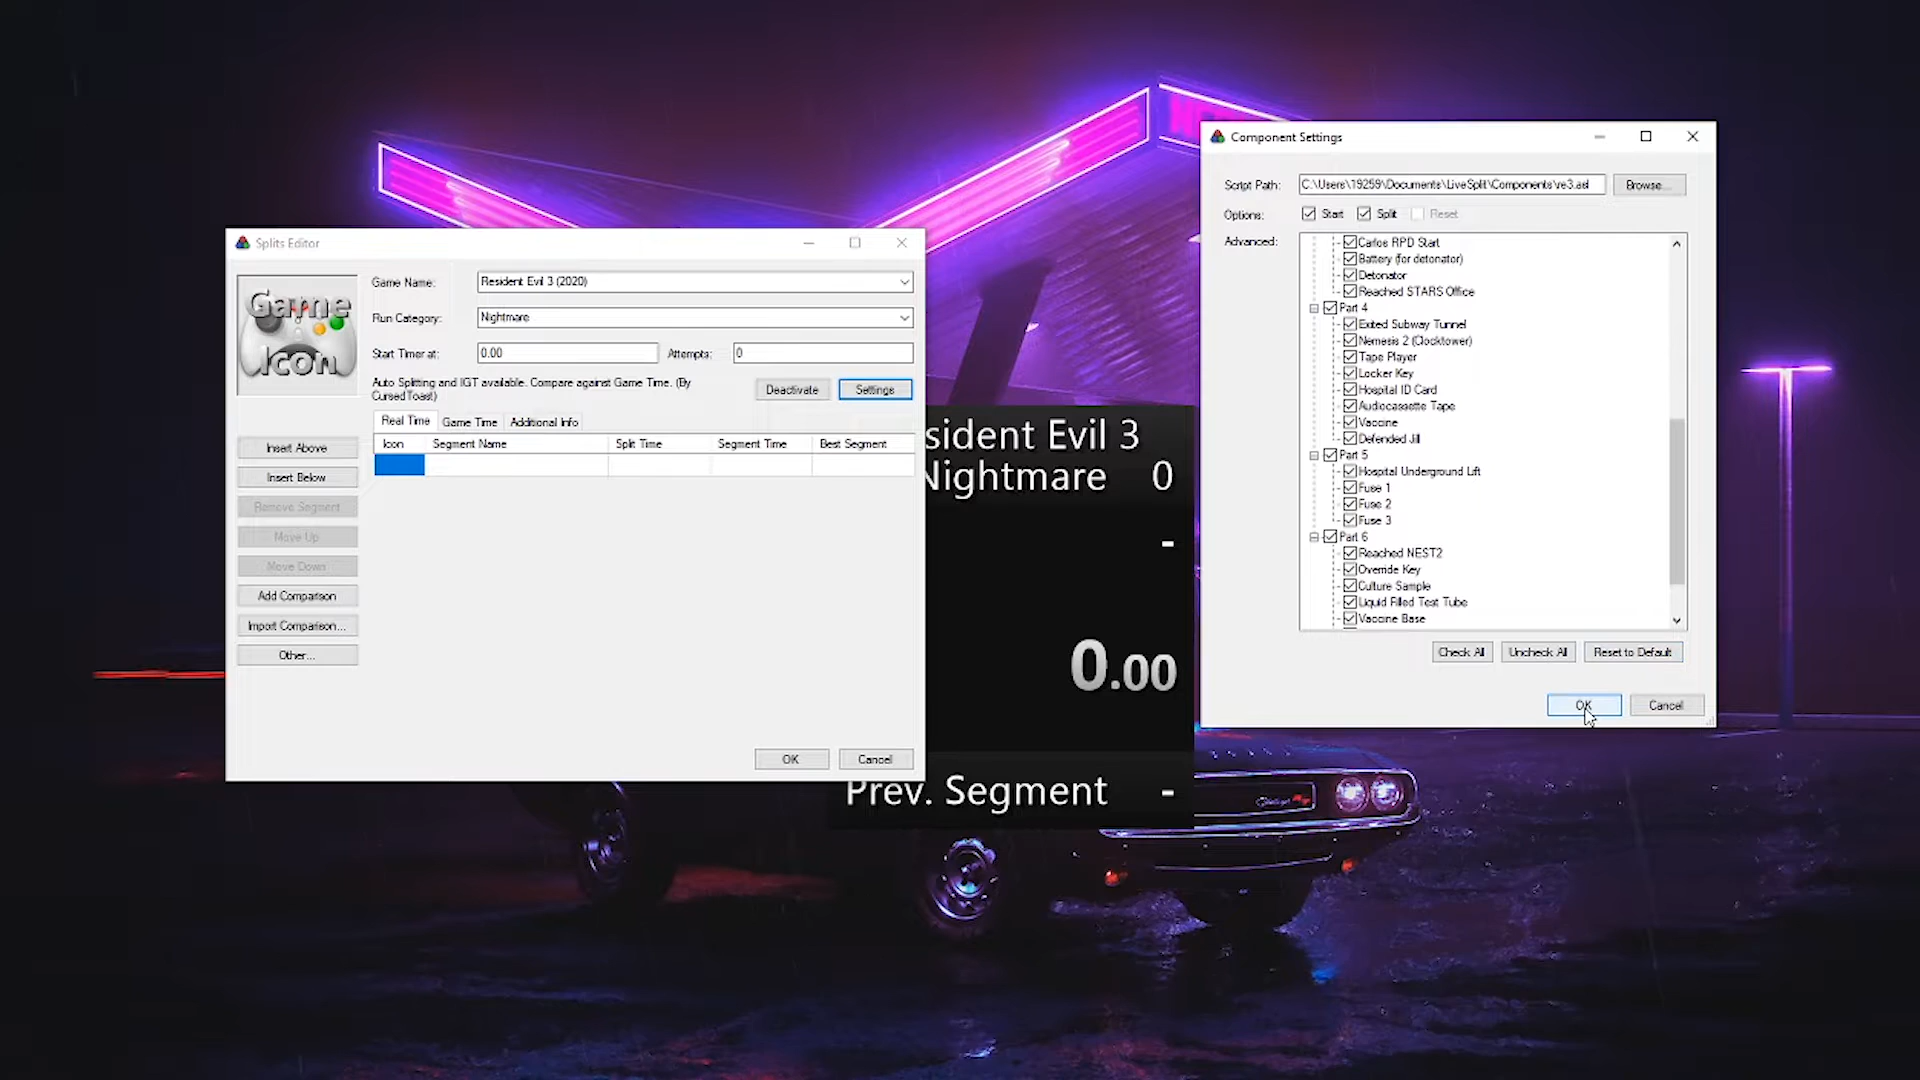 Splits Editor
Game
Icon
Game Name:
Resident Evil 3 (2020)
Run Category:
Nightmare
Start Timer at:
0.00
Attempts:
0
Auto Splitting and IGT available. Compare against Game Time. (By
CursedToast)
Deactivate
Settings
Real Time
Game Time
Additional Info
Icon
Segment Name
Split Time
Segment Time
Best Segment
Insert Above
Insert Below
Remove Segment
Move Up
Move Down
Add Comparison
Import Comparison...
Other...
OK
Cancel
sident Evil 3
Nightmare 0
-
0.00
Prev. Segment -
Component Settings
Script Path:
C:\Users\19259\Documents\LiveSplit\Components\re3.asl
Browse...
Options:
Start
Split
Reset
Advanced:
Carlos RPD Start
Battery (for detonator)
Detonator
Reached STARS Office
Part 4
Exited Subway Tunnel
Nemesis 2 (Clocktower)
Tape Player
Locker Key
Hospital ID Card
Audiocassette Tape
Vaccine
Defended Jill
Part 5
Hospital Underground Lift
Fuse 1
Fuse 2
Fuse 3
Part 6
Reached NEST2
Override Key
Culture Sample
Liquid Filled Test Tube
Vaccine Base
Check All
Uncheck All
Reset to Default
OK
Cancel